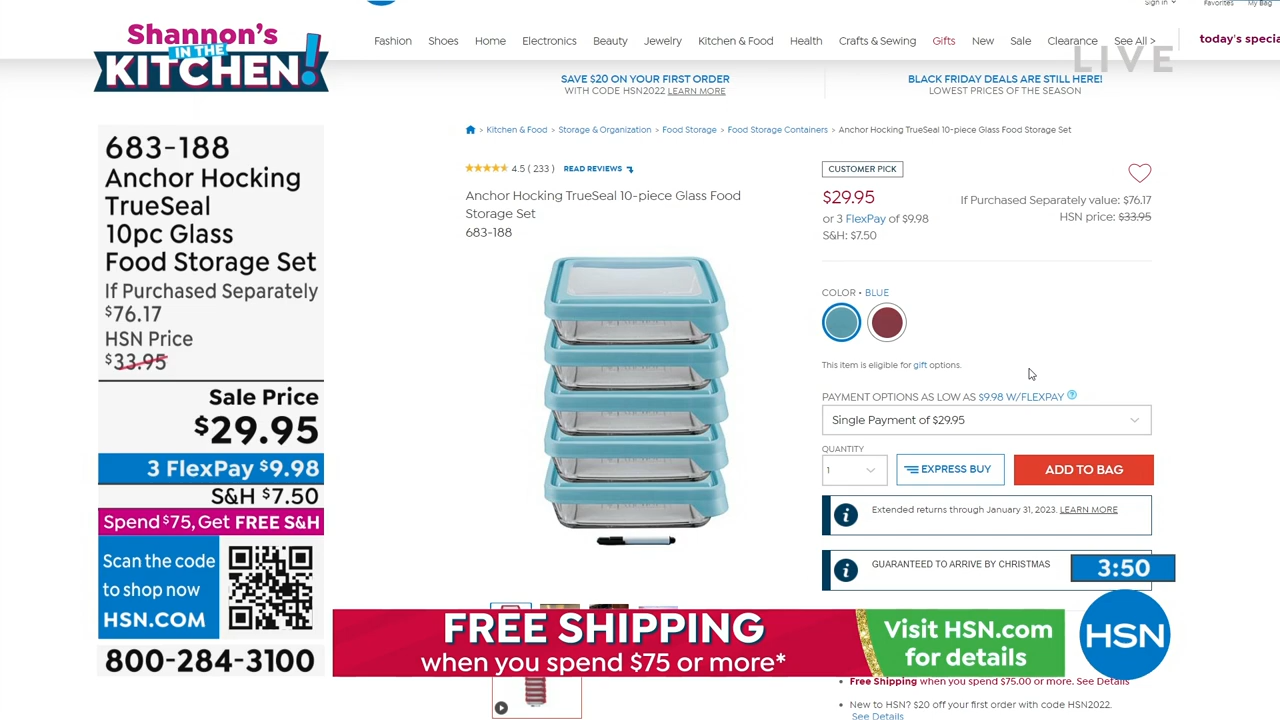 Shannon's
IN THE
KITCHEN!
Sign in
Favorites
My Bag
Fashion
Shoes
Home
Electronics
Beauty
Jewelry
Kitchen & Food
Health
Crafts & Sewing
Gifts
New
Sale
Clearance
See All >
today's specia
LIVE
SAVE $20 ON YOUR FIRST ORDER
WITH CODE HSN2022 LEARN MORE
BLACK FRIDAY DEALS ARE STILL HERE!
LOWEST PRICES OF THE SEASON
683-188
Anchor Hocking
TrueSeal
10pc Glass
Food Storage Set
If Purchased Separately
$76.17
HSN Price
$33.95
Sale Price
$29.95
3 FlexPay $9.98
S&H $7.50
Spend $75, Get FREE S&H
Scan the code
to shop now
HSN.COM
800-284-3100
> Kitchen & Food > Storage & Organization > Food Storage > Food Storage Containers > Anchor Hocking TrueSeal 10-piece Glass Food Storage Set
4.5 ( 233 ) READ REVIEWS
Anchor Hocking TrueSeal 10-piece Glass Food
Storage Set
683-188
CUSTOMER PICK
$29.95
or 3 FlexPay of $9.98
S&H: $7.50
If Purchased Separately value: $76.17
HSN price: $33.95
COLOR • BLUE
This item is eligible for gift options.
PAYMENT OPTIONS AS LOW AS $9.98 W/FLEXPAY ?
Single Payment of $29.95
QUANTITY
1
EXPRESS BUY
ADD TO BAG
i Extended returns through January 31, 2023. LEARN MORE
i GUARANTEED TO ARRIVE BY CHRISTMAS
3:50
FREE SHIPPING
when you spend $75 or more*
Visit HSN.com
for details
HSN
• Free Shipping when you spend $75.00 or more. See Details
• New to HSN? $20 off your first order with code HSN2022.
See Details